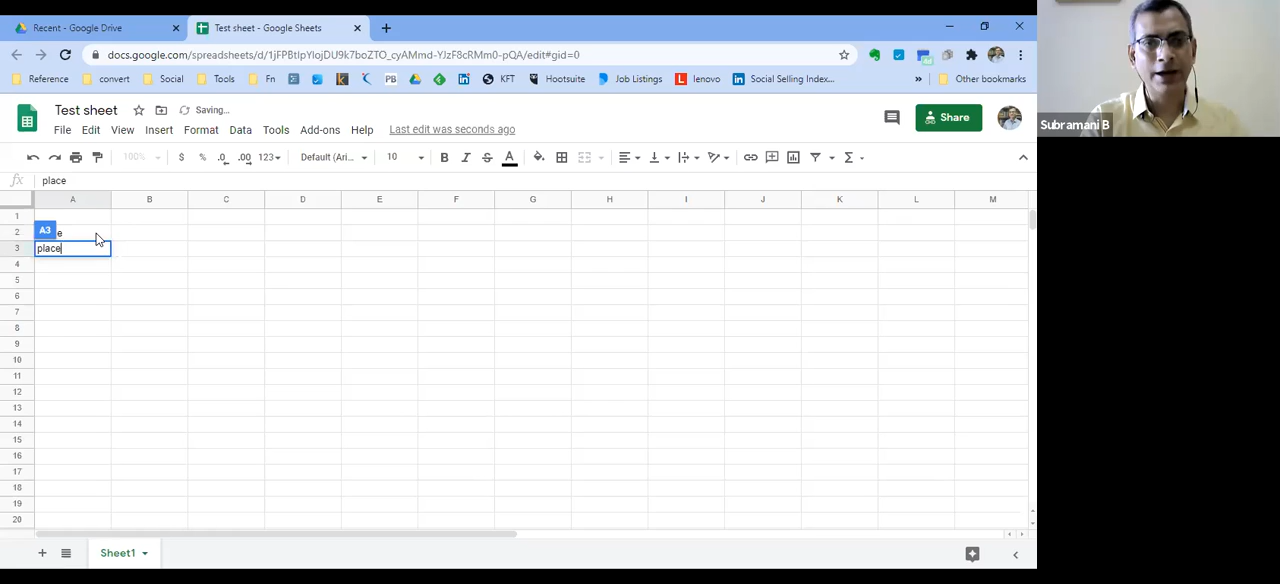 Recent - Google Drive
Test sheet - Google Sheets
docs.google.com/spreadsheets/d/1jFPBtlpYlojDU9k7boZTO_cyAMmd-YJzF8cRMm0-pQA/edit#gid=0
Reference convert Social Tools Fn PB KFT Hootsuite Job Listings L lenovo Social Selling Index... » Other bookmarks
Test sheet Saving...
File Edit View Insert Format Data Tools Add-ons Help Last edit was seconds ago
Share
100% $ % .0 .00 123 Default (Ari... 10 B I S A
fx place
A B C D E F G H I J K L M
1
2 A3 e
3 place
4
5
6
7
8
9
10
11
12
13
14
15
16
17
18
19
20
Sheet1
Subramani B